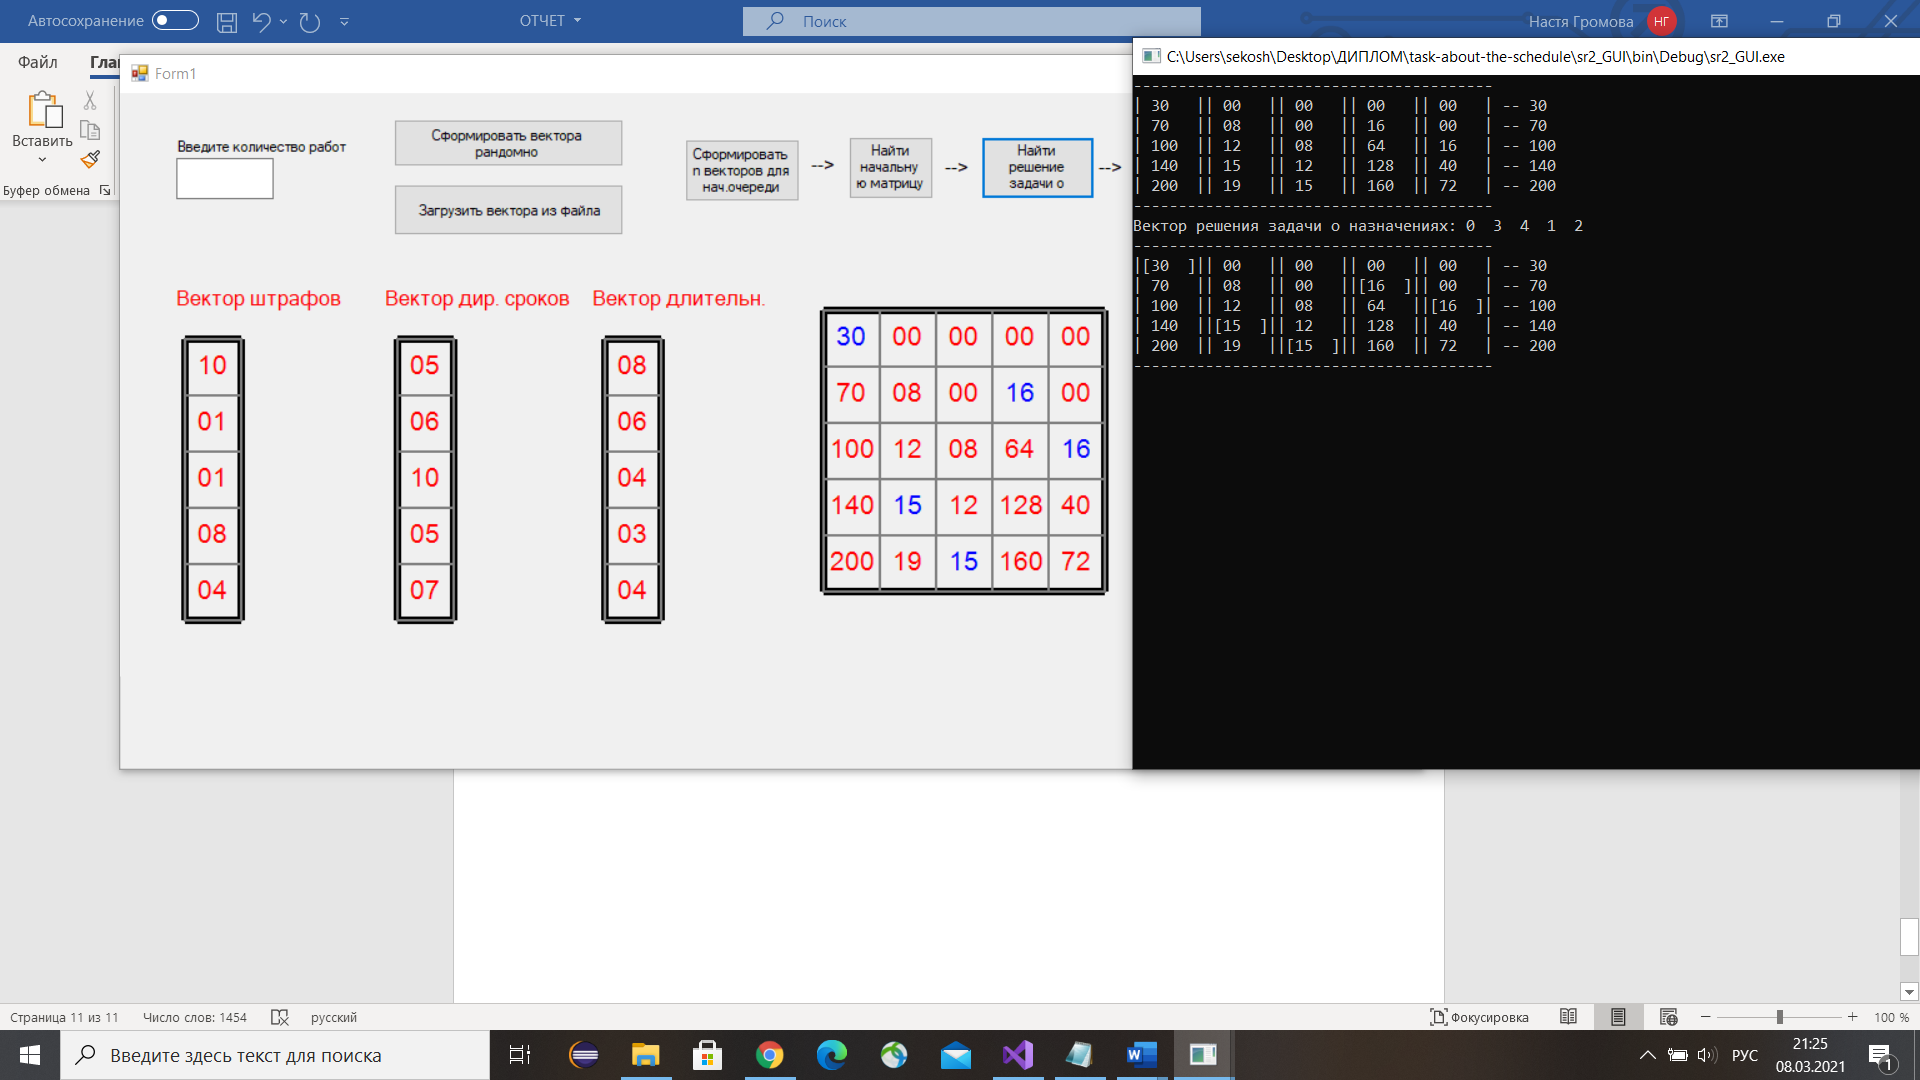 Автосохранение
ОТЧЕТ
Поиск
Настя Громова
НГ
Файл
Гла
Вставить
Буфер обмена
Form1
Введите количество работ
Сформировать вектора
рандомно
Загрузить вектора из файла
Сформировать
n векторов для
нач.очереди
-->
Найти
начальну
ю матрицу
-->
Найти
решение
задачи о
-->
Вектор штрафов
Вектор дир. сроков
Вектор длительн.
10
01
01
08
04
05
06
10
05
07
08
06
04
03
04
30 00 00 00 00
70 08 00 16 00
100 12 08 64 16
140 15 12 128 40
200 19 15 160 72
C:\Users\sekosh\Desktop\ДИПЛОМ\task-about-the-schedule\sr2_GUI\bin\Debug\sr2_GUI.exe
----------------------------------------
| 30   || 00   || 00   || 00   || 00   | -- 30
| 70   || 08   || 00   || 16   || 00   | -- 70
| 100  || 12   || 08   || 64   || 16   | -- 100
| 140  || 15   || 12   || 128  || 40   | -- 140
| 200  || 19   || 15   || 160  || 72   | -- 200
----------------------------------------
Вектор решения задачи о назначениях: 0  3  4  1  2
----------------------------------------
|[30  ]|| 00   || 00   || 00   || 00   | -- 30
| 70   || 08   || 00   ||[16  ]|| 00   | -- 70
| 100  || 12   || 08   || 64   ||[16  ]| -- 100
| 140  ||[15  ]|| 12   || 128  || 40   | -- 140
| 200  || 19   ||[15  ]|| 160  || 72   | -- 200
----------------------------------------
Страница 11 из 11
Число слов: 1454
русский
Фокусировка
100 %
Введите здесь текст для поиска
РУС
21:25
08.03.2021
1